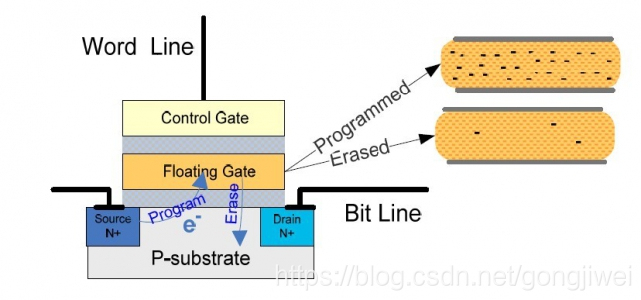 Word Line
Control Gate
Floating Gate
Programmed
Erased
Program
Erase
e-
Source
N+
Drain
N+
Bit Line
P-substrate
https://blog.csdn.net/gongjiwei